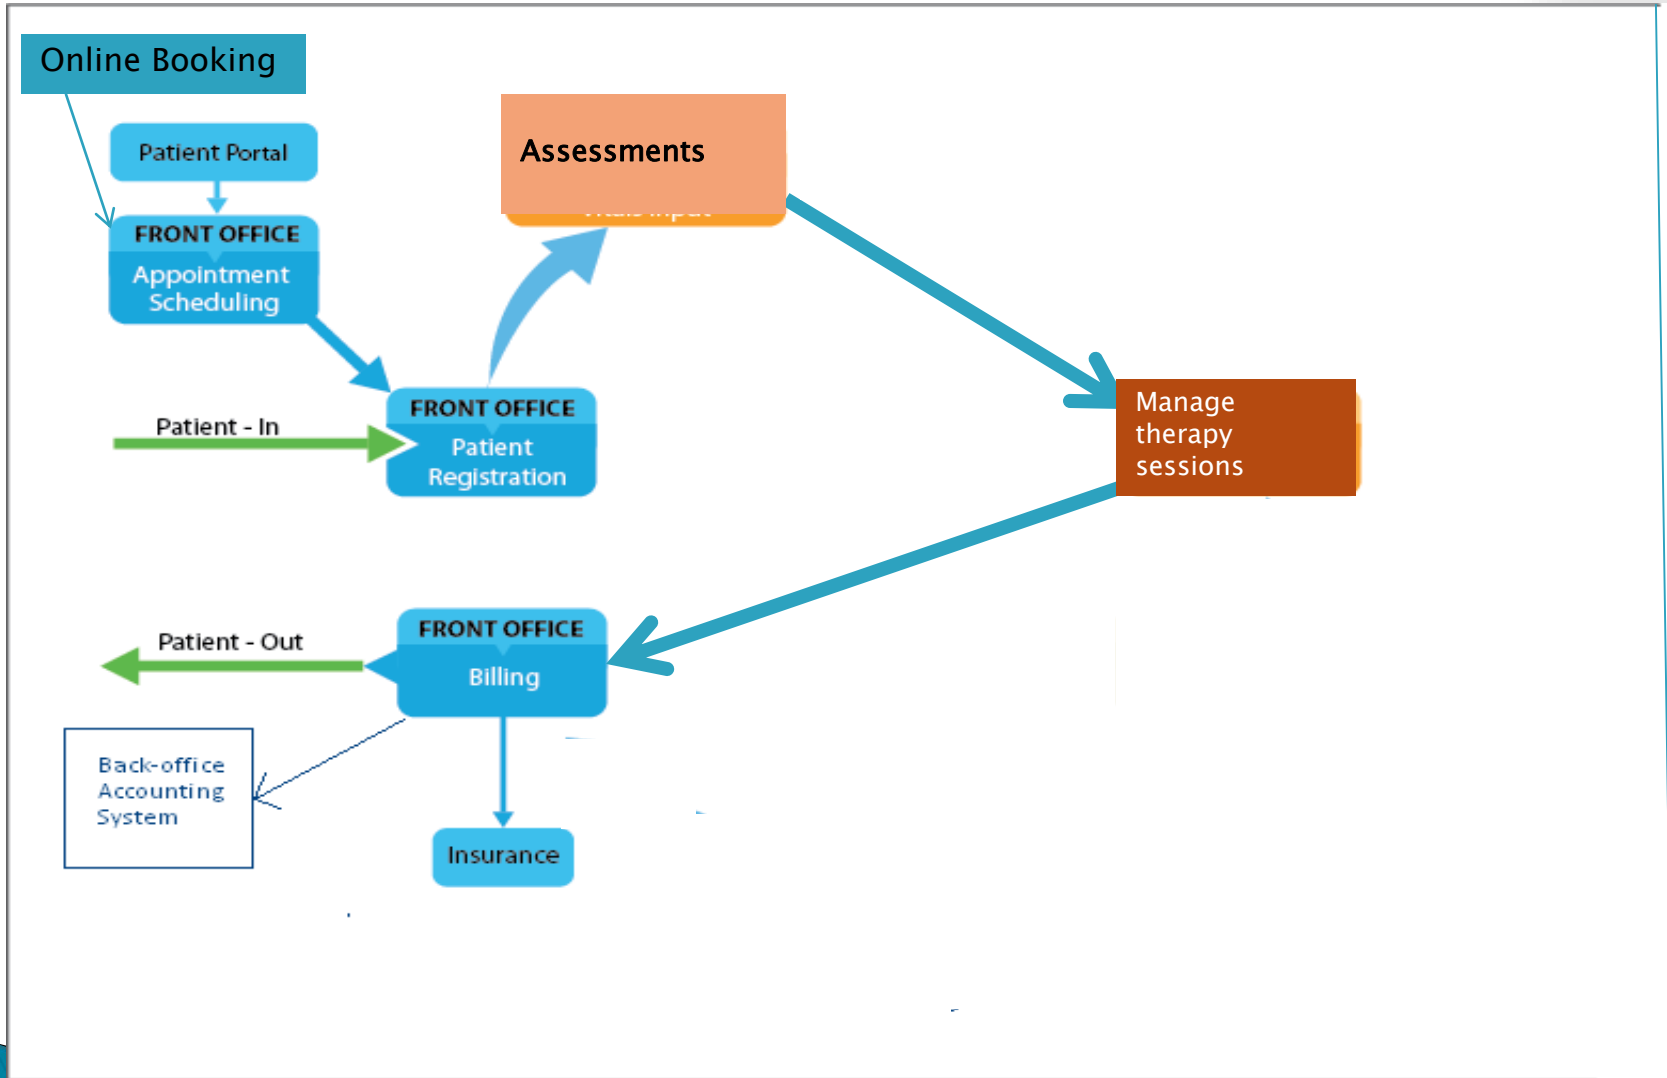 Online Booking
Patient Portal
FRONT OFFICE
Appointment
Scheduling
Assessments
Patient - In
FRONT OFFICE
Patient
Registration
Manage
therapy
sessions
Patient - Out
FRONT OFFICE
Billing
Back-office
Accounting
System
Insurance